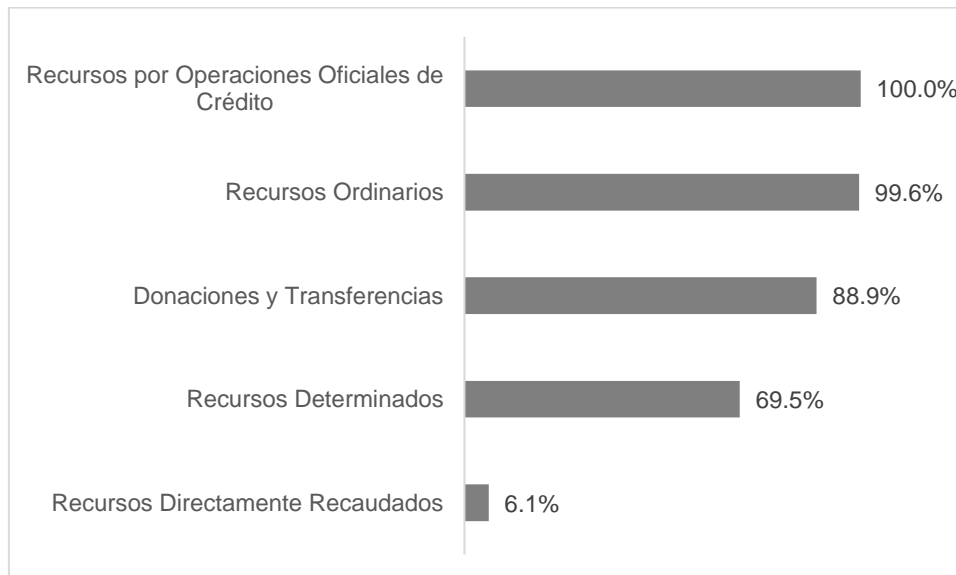 Recursos por Operaciones Oficiales de
Crédito
100.0%
Recursos Ordinarios
99.6%
Donaciones y Transferencias
88.9%
Recursos Determinados
69.5%
Recursos Directamente Recaudados
6.1%